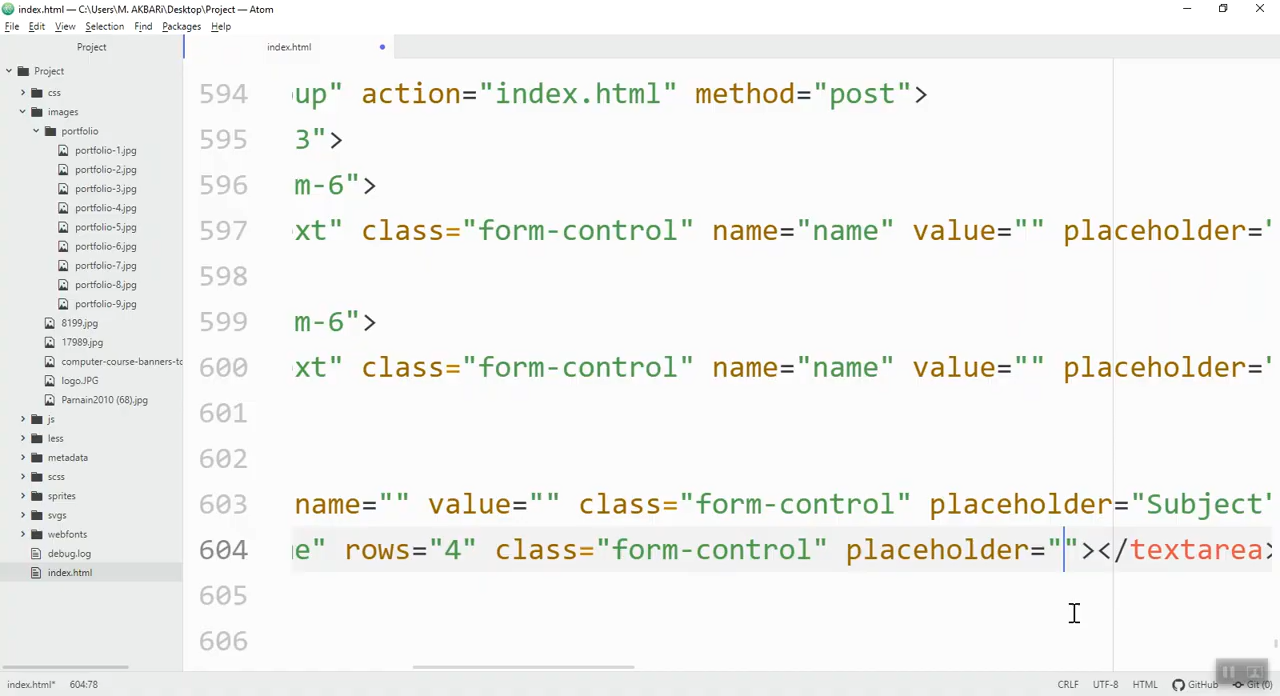 index.html — C:\Users\M. AKBARi\Desktop\Project — Atom
File Edit View Selection Find Packages Help
Project
index.html
Project
css
images
portfolio
portfolio-1.jpg
portfolio-2.jpg
portfolio-3.jpg
portfolio-4.jpg
portfolio-5.jpg
portfolio-6.jpg
portfolio-7.jpg
portfolio-8.jpg
portfolio-9.jpg
8199.jpg
17989.jpg
computer-course-banners-to
logo.JPG
Parnain2010 (68).jpg
js
less
metadata
scss
sprites
svgs
webfonts
debug.log
index.html
594 up" action="index.html" method="post">
595 3">
596 m-6">
597 xt" class="form-control" name="name" value="" placeholder="
598
599 m-6">
600 xt" class="form-control" name="name" value="" placeholder="
601
602
603 name="" value="" class="form-control" placeholder="Subject"
604 e" rows="4" class="form-control" placeholder=""></textarea>
605
606
index.html* 604:78 CRLF UTF-8 HTML GitHub Git (0)